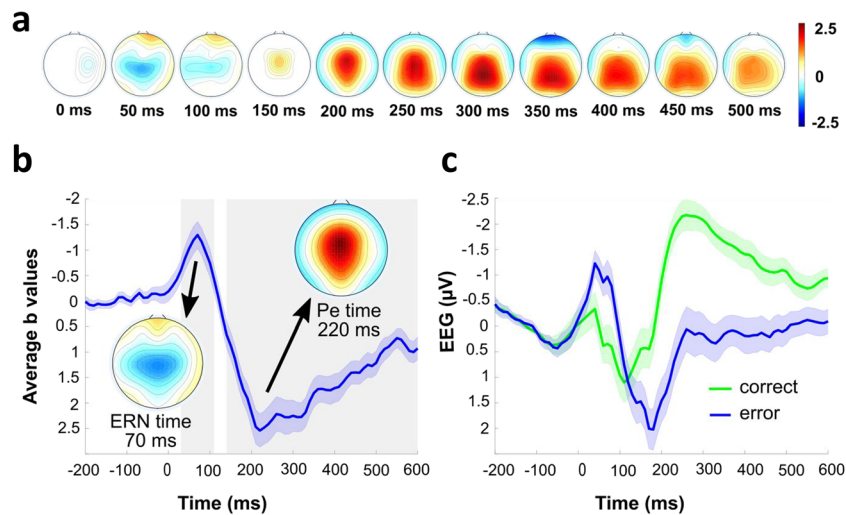 a
0 ms 50 ms 100 ms 150 ms 200 ms 250 ms 300 ms 350 ms 400 ms 450 ms 500 ms
2.5
0
-2.5
b
Average b values
-2
-1.5
-1
-0.5
0
0.5
1
1.5
2
2.5
ERN time
70 ms
Pe time
220 ms
-200 -100 0 100 200 300 400 500 600
Time (ms)
c
EEG (µV)
-2.5
-2
-1.5
-1
-0.5
0
0.5
1
1.5
2
correct
error
-200 -100 0 100 200 300 400 500 600
Time (ms)